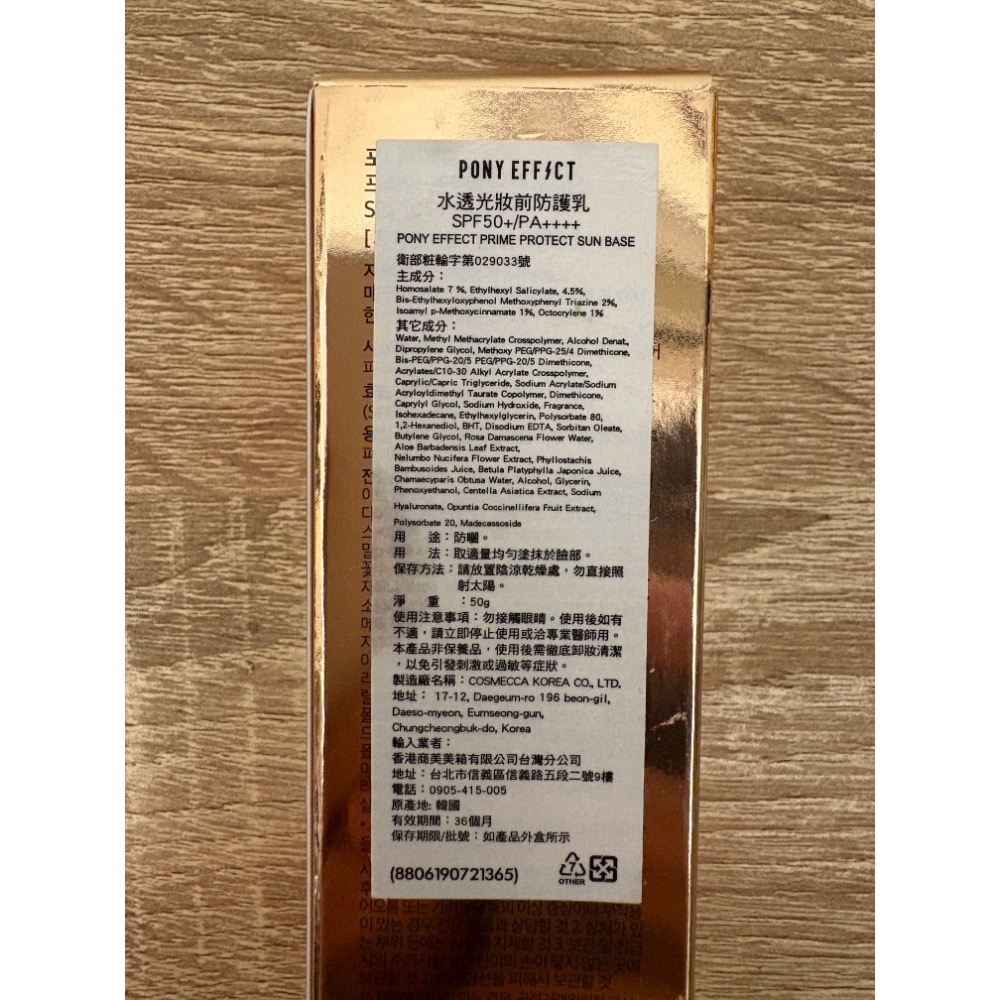 PONY EFFECT
水透光妝前防護乳
SPF50+/PA++++
PONY EFFECT PRIME PROTECT SUN BASE
衛部粧輸字第029033號
主成分：
Homosalate 7 %, Ethylhexyl Salicylate, 4.5%,
Bis-Ethylhexyloxyphenol Methoxyphenyl Triazine 2%,
Isoamyl p-Methoxycinnamate 1%, Octocrylene 1%
其它成分：
Water, Methyl Methacrylate Crosspolymer, Alcohol Denat.,
Dipropylene Glycol, Methoxy PEG/PPG-25/4 Dimethicone,
Bis-PEG/PPG-20/5 PEG/PPG-20/5 Dimethicone,
Acrylates/C10-30 Alkyl Acrylate Crosspolymer,
Caprylic/Capric Triglyceride, Sodium Acrylate/Sodium
Acryloyldimethyl Taurate Copolymer, Dimethicone,
Caprylyl Glycol, Sodium Hydroxide, Fragrance,
Isohexadecane, Ethylhexylglycerin, Polysorbate 80,
1,2-Hexanediol, BHT, Disodium EDTA, Sorbitan Oleate,
Butylene Glycol, Rosa Damascena Flower Water,
Aloe Barbadensis Leaf Extract,
Nelumbo Nucifera Flower Extract, Phyllostachis
Bambusoides Juice, Betula Platyphylla Japonica Juice,
Chamaecyparis Obtusa Water, Alcohol, Glycerin,
Phenoxyethanol, Centella Asiatica Extract, Sodium
Hyaluronate, Opuntia Coccinellifera Fruit Extract,
Polysorbate 20, Madecassoside
用 途：防曬。
用 法：取適量均勻塗抹於臉部。
保存方法：請放置陰涼乾燥處，勿直接照
射太陽。
淨 重 ：50g
使用注意事項：勿接觸眼睛。使用後如有
不適，請立即停止使用或洽專業醫師用。
本產品非保養品，使用後需徹底卸妝清潔
，以免引發刺激或過敏等症狀。
製造廠名稱：COSMECCA KOREA CO., LTD.
地址： 17-12, Daegeum-ro 196 beon-gil,
Daeso-myeon, Eumseong-gun,
Chungcheongbuk-do, Korea
輸入業者：
香港商美美箱有限公司台灣分公司
地址：台北市信義區信義路五段二號9樓
電話：0905-415-005
原產地: 韓國
有效期間：36個月
保存期限/批號：如產品外盒所示
(8806190721365)
7
OTHER